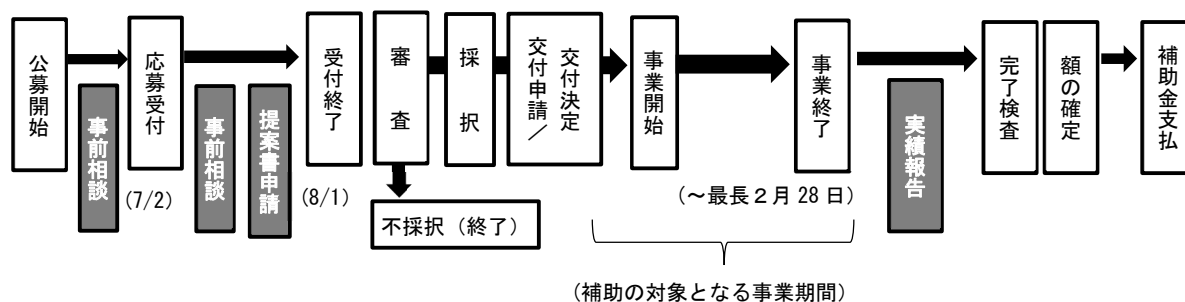 公募開始
事前相談
応募受付
(7/2)
事前相談
提案書申請
受付終了
(8/1)
審査
不採択（終了）
採択
交付申請／
交付決定
事業開始
事業終了
(～最長２月 28 日)
(補助の対象となる事業期間)
実績報告
完了検査
額の確定
補助金支払